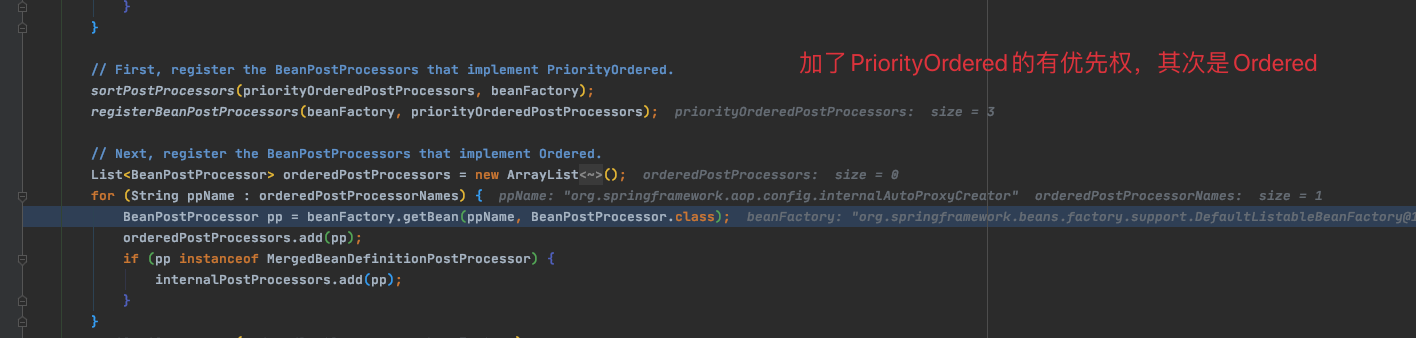 }
}
// First, register the BeanPostProcessors that implement PriorityOrdered.
加了PriorityOrdered的有优先权，其次是Ordered
sortPostProcessors(priorityOrderedPostProcessors, beanFactory);
registerBeanPostProcessors(beanFactory, priorityOrderedPostProcessors); priorityOrderedPostProcessors: size = 3
// Next, register the BeanPostProcessors that implement Ordered.
List<BeanPostProcessor> orderedPostProcessors = new ArrayList<~>(); orderedPostProcessors: size = 0
for (String ppName : orderedPostProcessorNames) { ppName: "org.springframework.aop.config.internalAutoProxyCreator" orderedPostProcessorNames: size = 1
BeanPostProcessor pp = beanFactory.getBean(ppName, BeanPostProcessor.class); beanFactory: "org.springframework.beans.factory.support.DefaultListableBeanFactory@1
orderedPostProcessors.add(pp);
if (pp instanceof MergedBeanDefinitionPostProcessor) {
internalPostProcessors.add(pp);
}
}